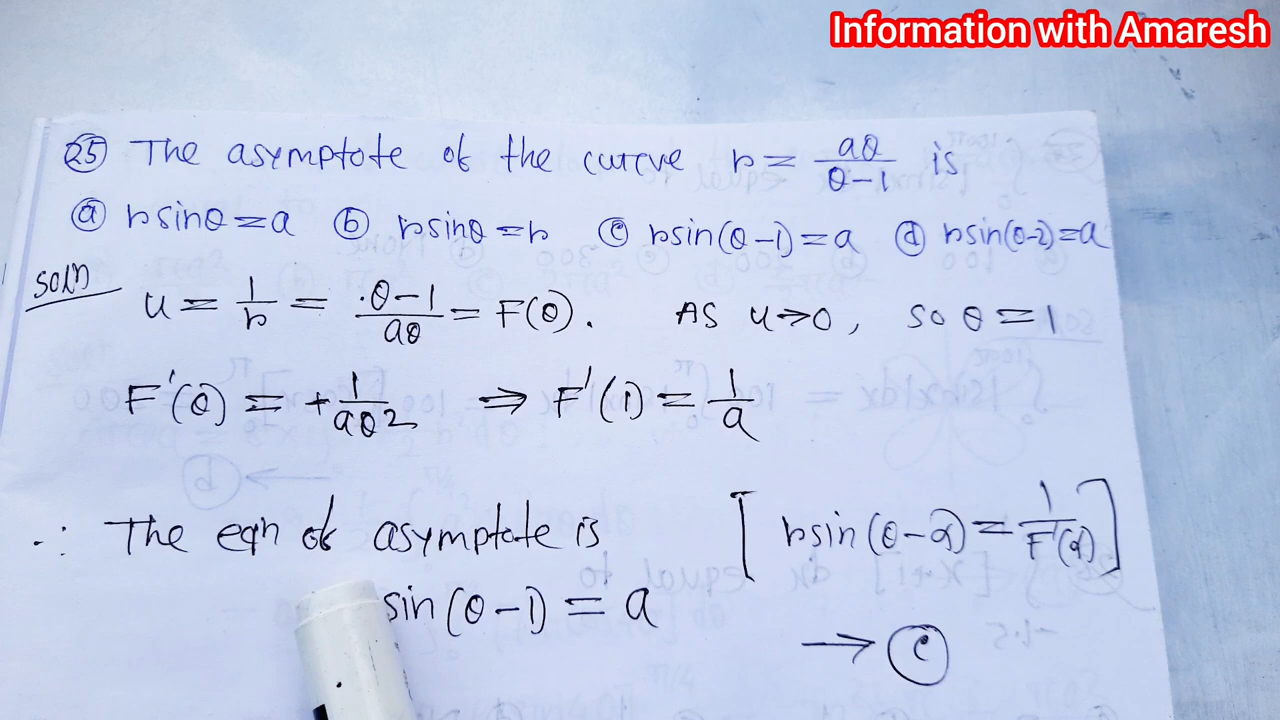 Information with Amaresh
25 The asymptote of the curve r = aθ/(θ-1) is
a r sinθ = a b r sinθ = r c r sin(θ-1) = a d r sin(θ-2) = a
Soln
u = 1/r = θ-1/aθ = F(θ). As u→0, so θ = 1
F'(θ) = +1/aθ2 ⇒ F'(1) = 1/a
∴ The eqn of asymptote is [r sin(θ-α) = 1/F'(α)]
sin(θ-1) = a
→ c